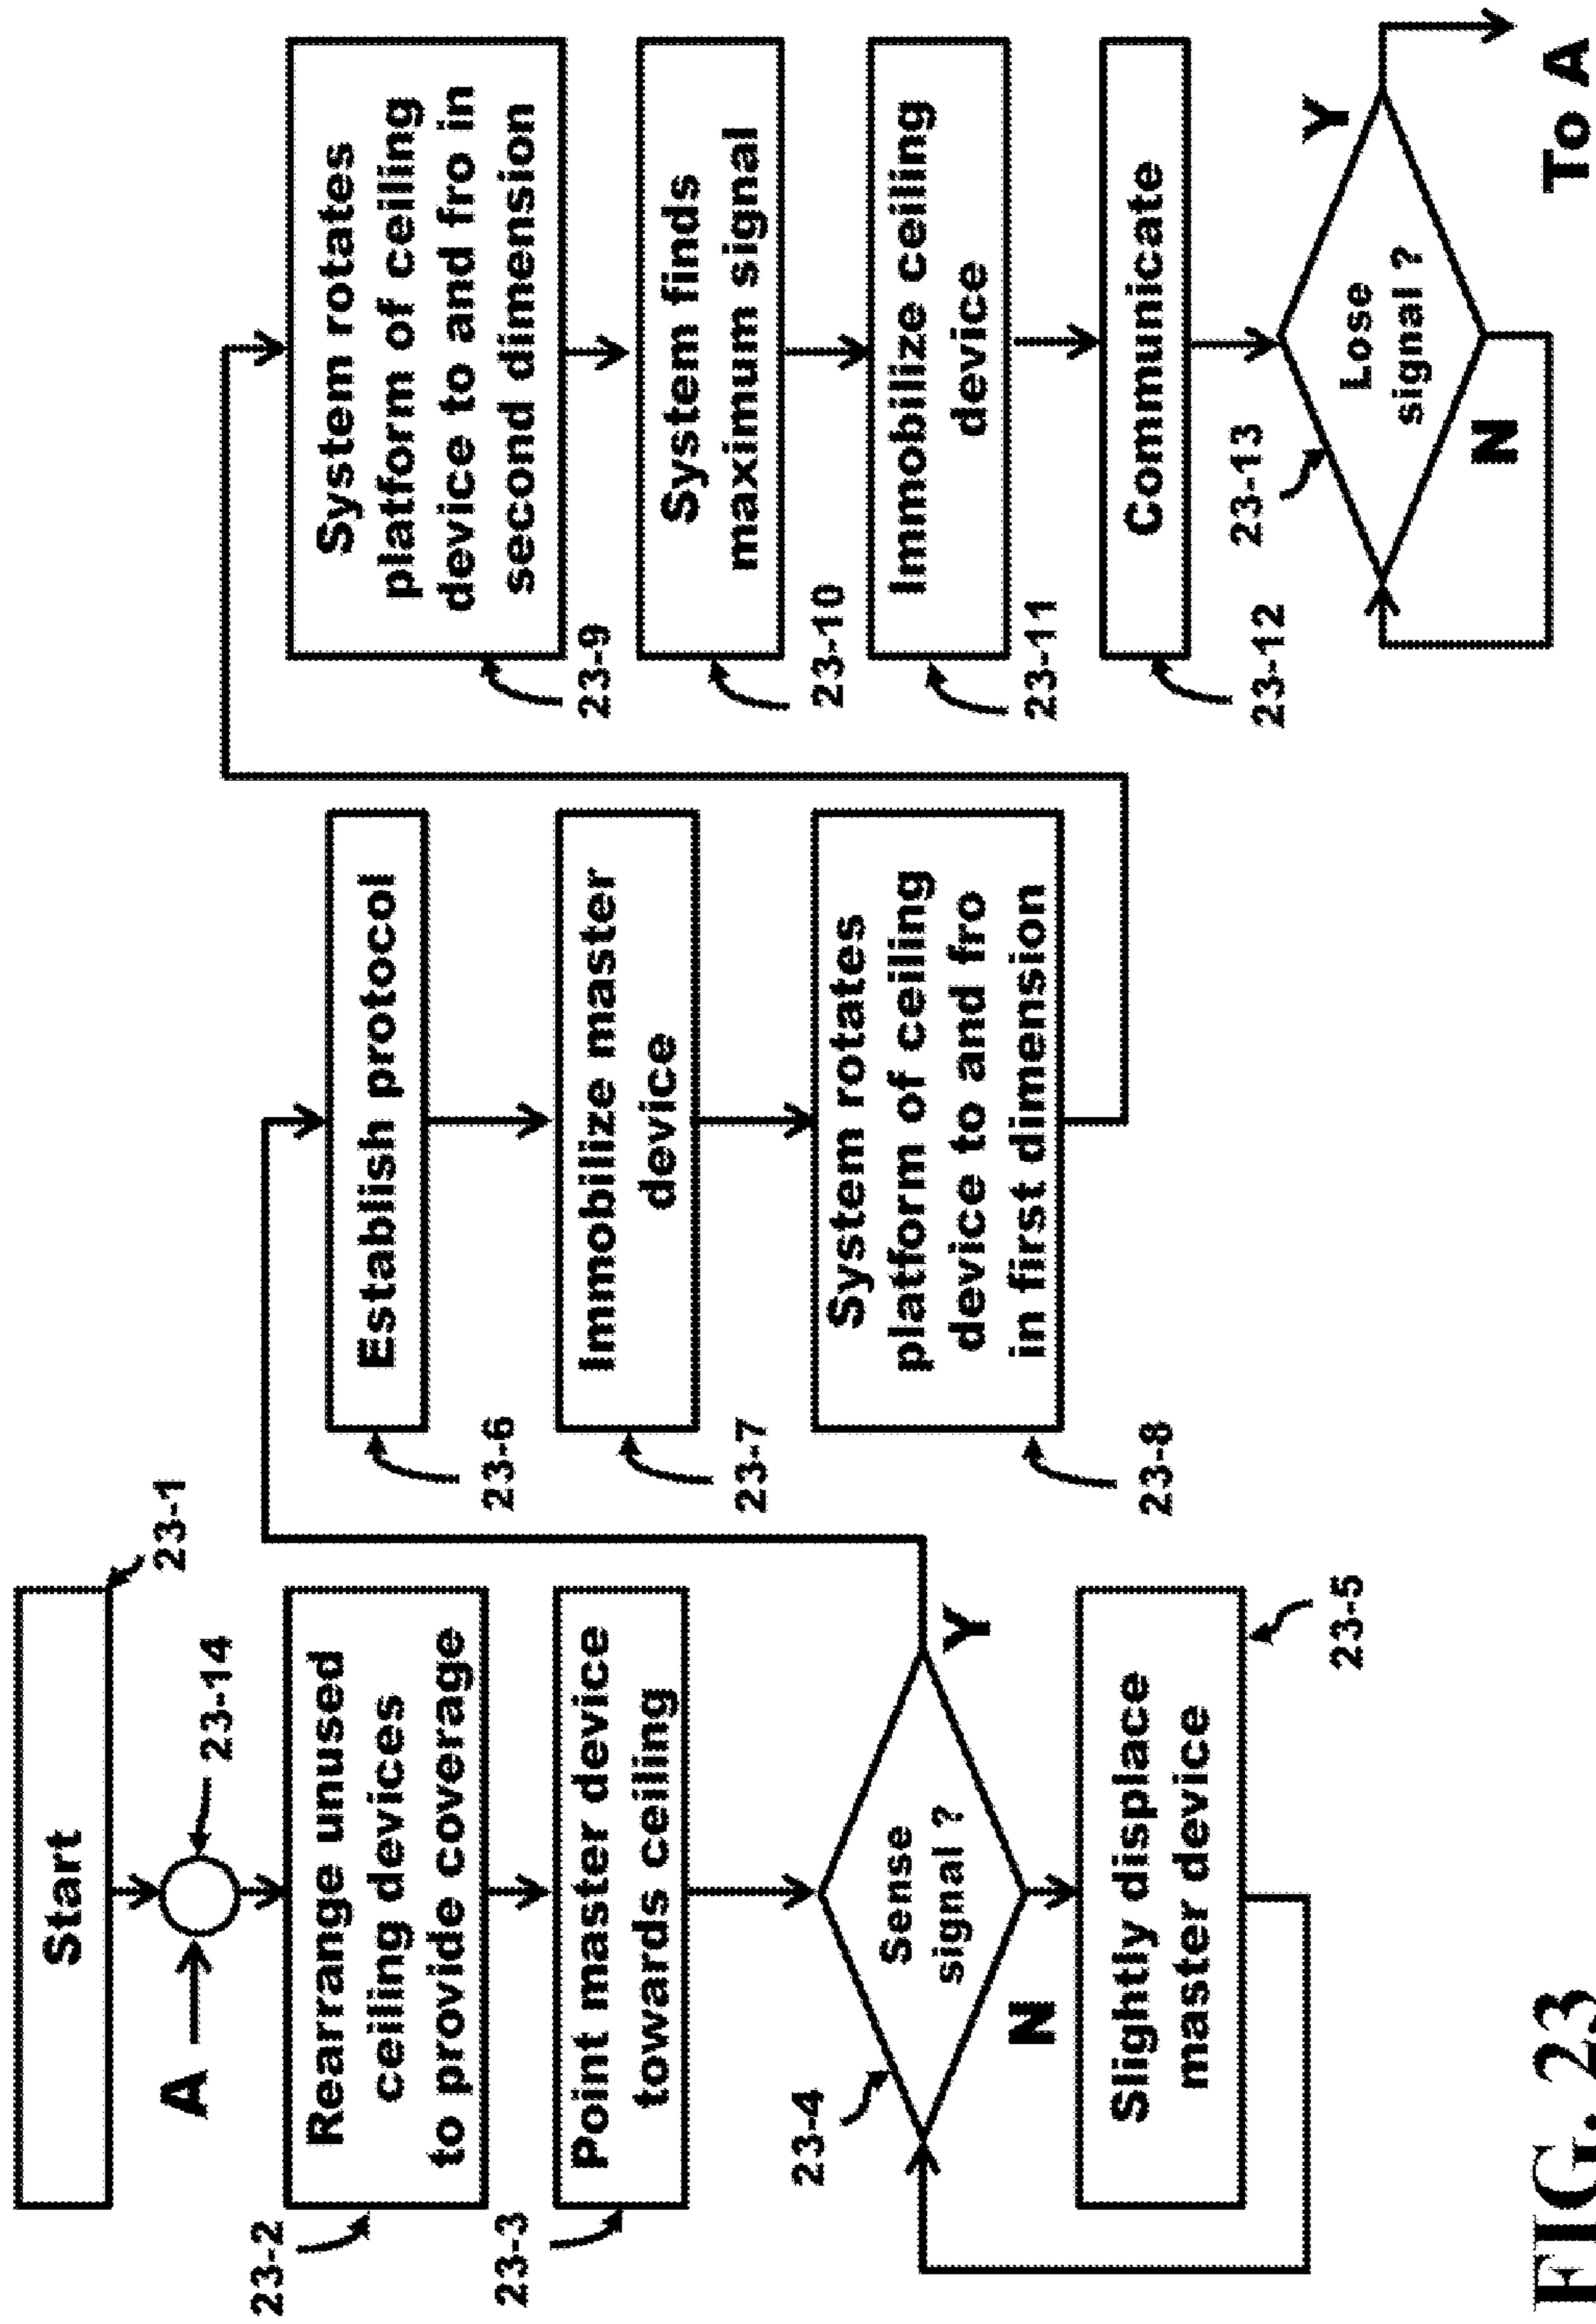 Start
23-1
A
23-14
Rearrange unused
ceiling devices
to provide coverage
23-2
Point master device
towards ceiling
23-3
Sense
signal ?
23-4
Y
N
Slightly displace
master device
23-5
Establish protocol
23-6
Immobilize master
device
23-7
System rotates
platform of ceiling
device to and fro
in first dimension
23-8
System rotates
platform of ceiling
device to and fro in
second dimension
23-9
System finds
maximum signal
23-10
Immobilize ceiling
device
23-11
Communicate
23-12
Lose
signal ?
23-13
Y
N
To A
FIG. 23